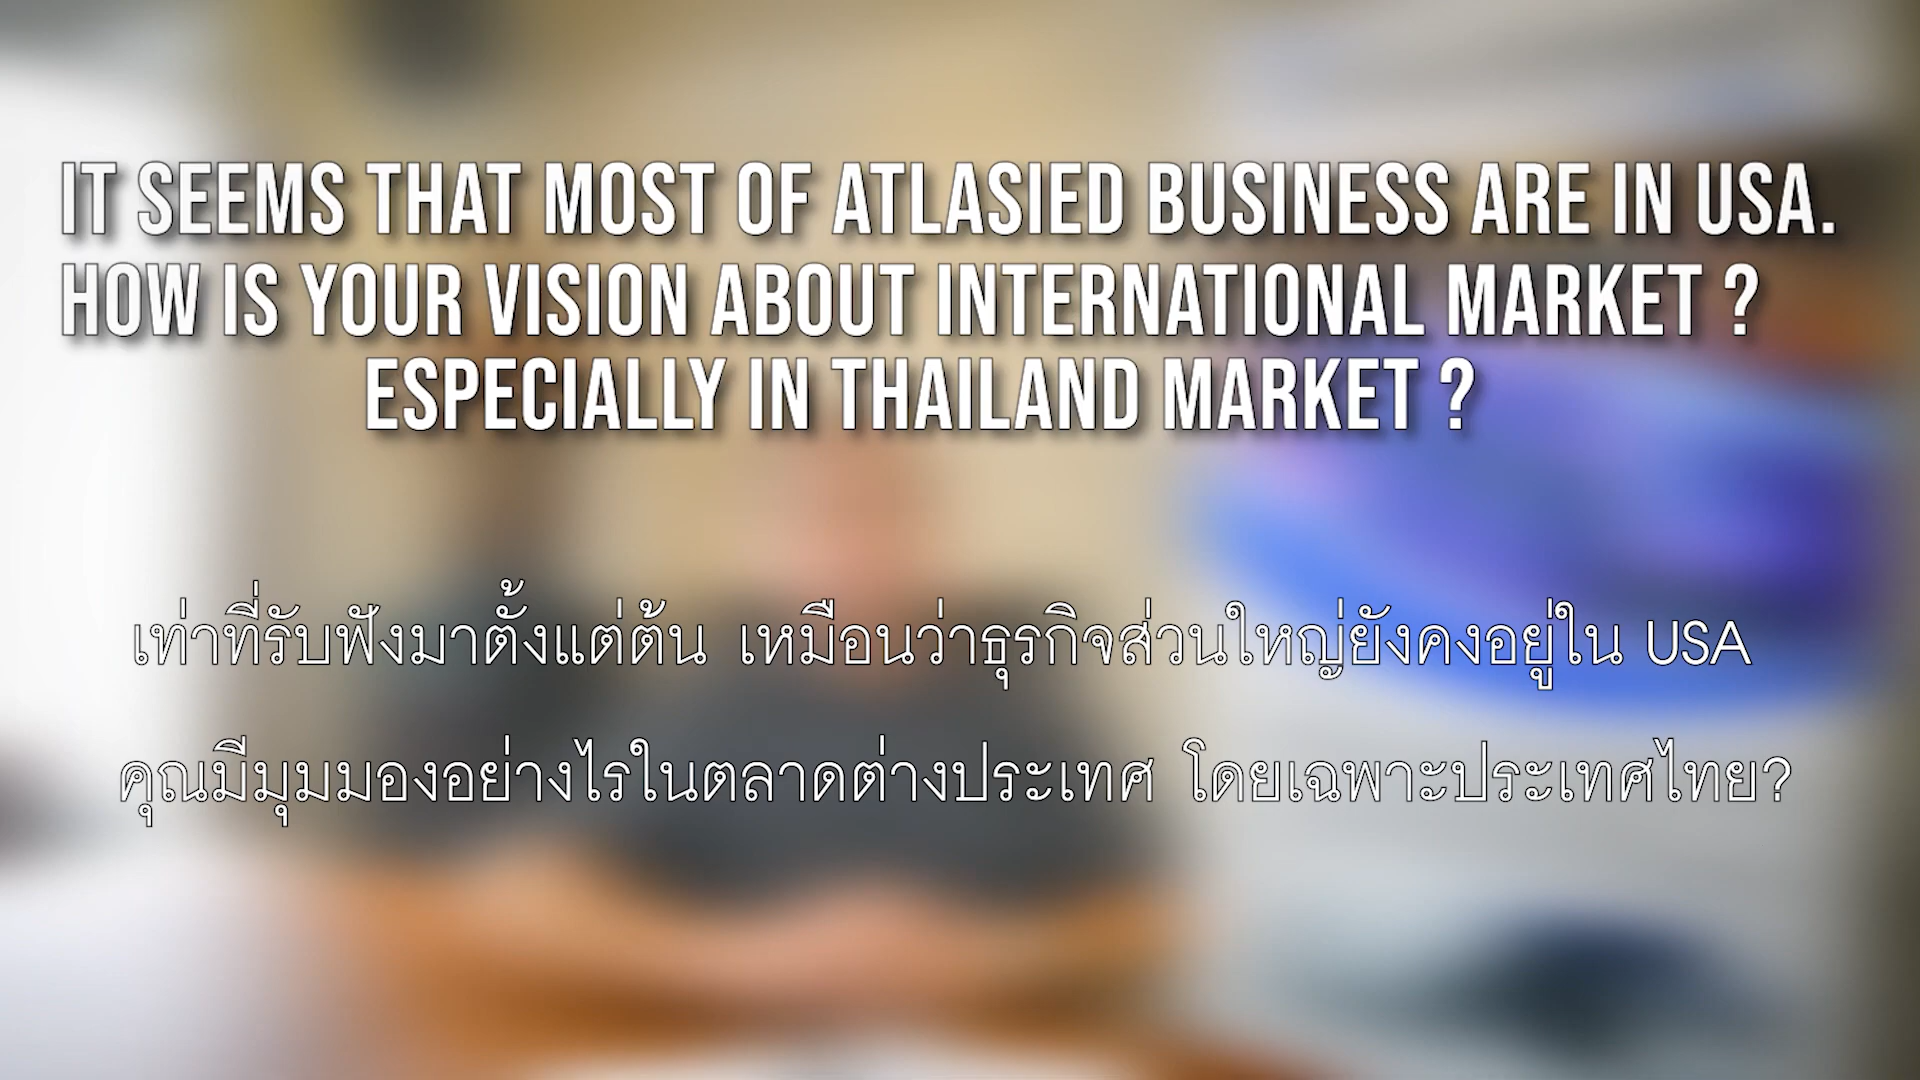 IT SEEMS THAT MOST OF ATLASIED BUSINESS ARE IN USA.
HOW IS YOUR VISION ABOUT INTERNATIONAL MARKET ?
ESPECIALLY IN THAILAND MARKET ?
เท่าที่รับฟังมาตั้งแต่ต้น เหมือนว่าธุรกิจส่วนใหญ่ยังคงอยู่ใน USA
คุณมีมุมมองอย่างไรในตลาดต่างประเทศ โดยเฉพาะประเทศไทย?